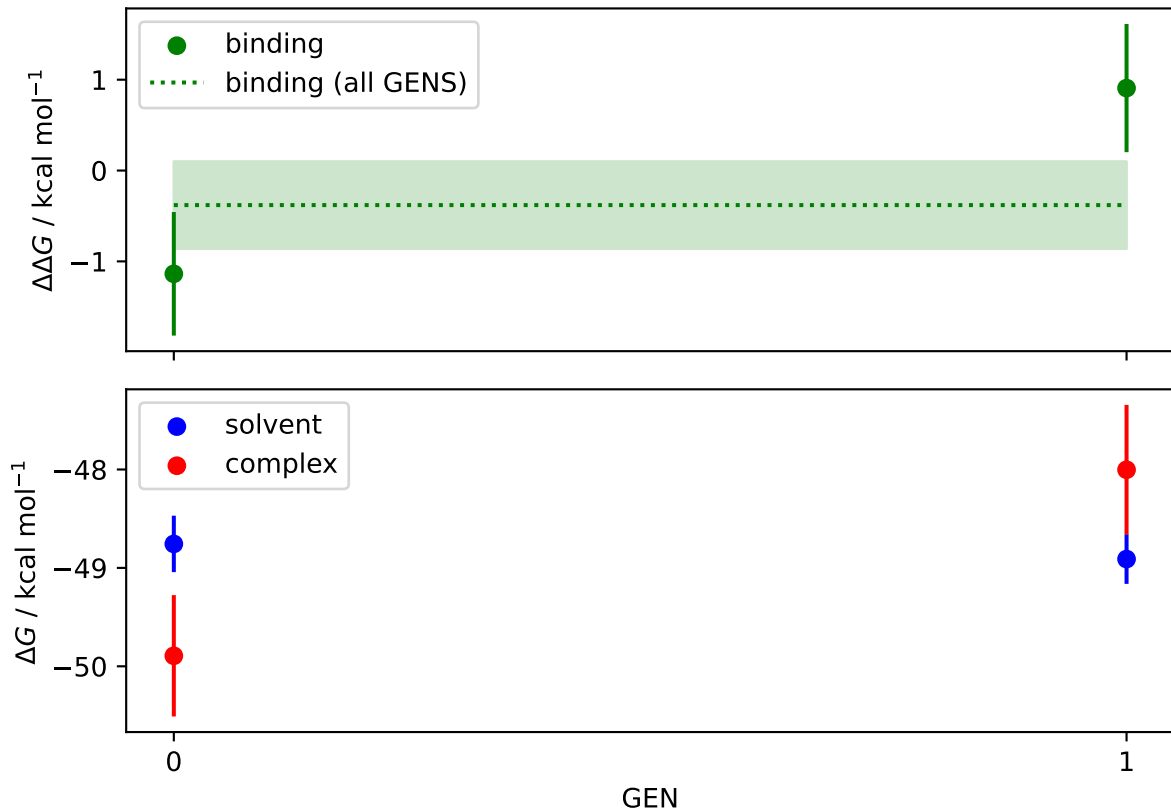 binding
binding (all GENS)
1
0
−1
ΔΔG / kcal mol⁻¹
solvent
complex
−48
−49
−50
ΔG / kcal mol⁻¹
0 1
GEN